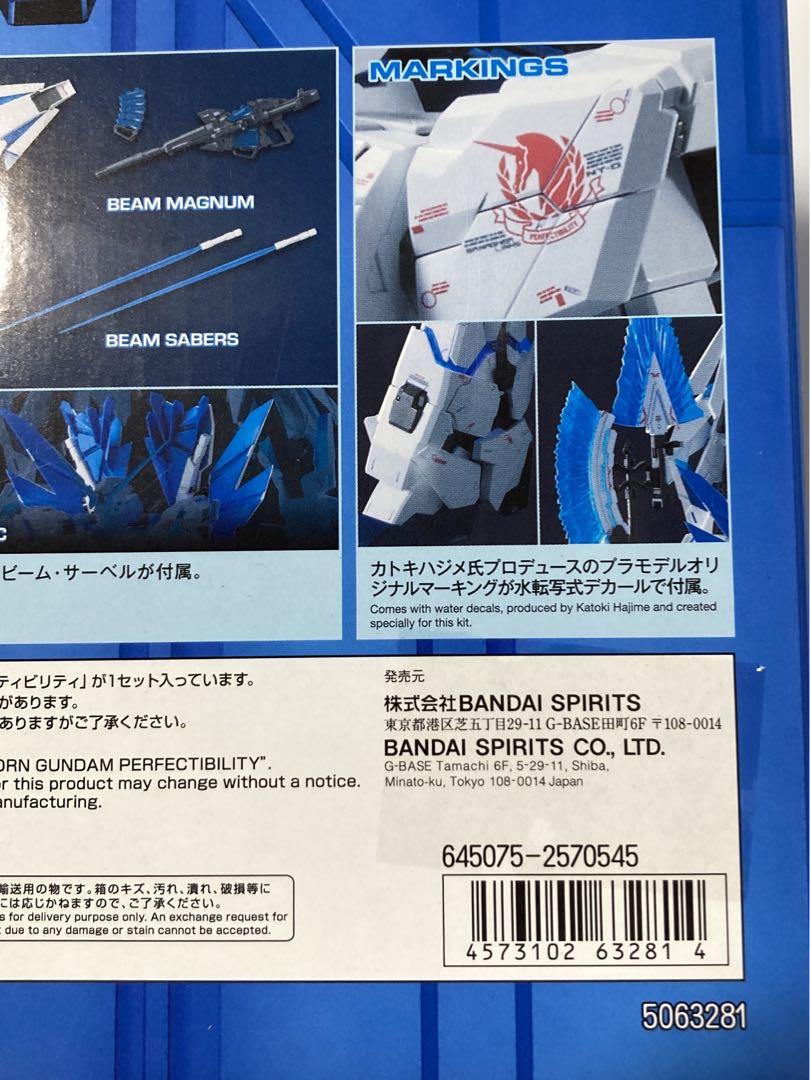 MARKINGS
BEAM MAGNUM
NT-D
PERFECTIBILITY
BANAGHER
LINKS
BEAM SABERS
C
ビーム・サーベルが付属。
カトキハジメ氏プロデュースのプラモデルオリ
ジナルマーキングが水転写式デカールで付属。
Comes with water decals, produced by Katoki Hajime and created
specially for this kit.
ティビリティ」が1セット入っています。
があります。
ありますがご了承ください。
ORN GUNDAM PERFECTIBILITY".
or this product may change without a notice.
anufacturing.
発売元
株式会社BANDAI SPIRITS
東京都港区芝五丁目29-11 G-BASE田町6F 〒108-0014
BANDAI SPIRITS CO., LTD.
G-BASE Tamachi 6F, 5-29-11, Shiba,
Minato-ku, Tokyo 108-0014 Japan
645075-2570545
輸送用の物です。箱のキズ、汚れ、潰れ、破損等に
には応じかねますので、ご了承ください。
s for delivery purpose only. An exchange request for
due to any damage or stain cannot be accepted.
4573102 63281 4
5063281